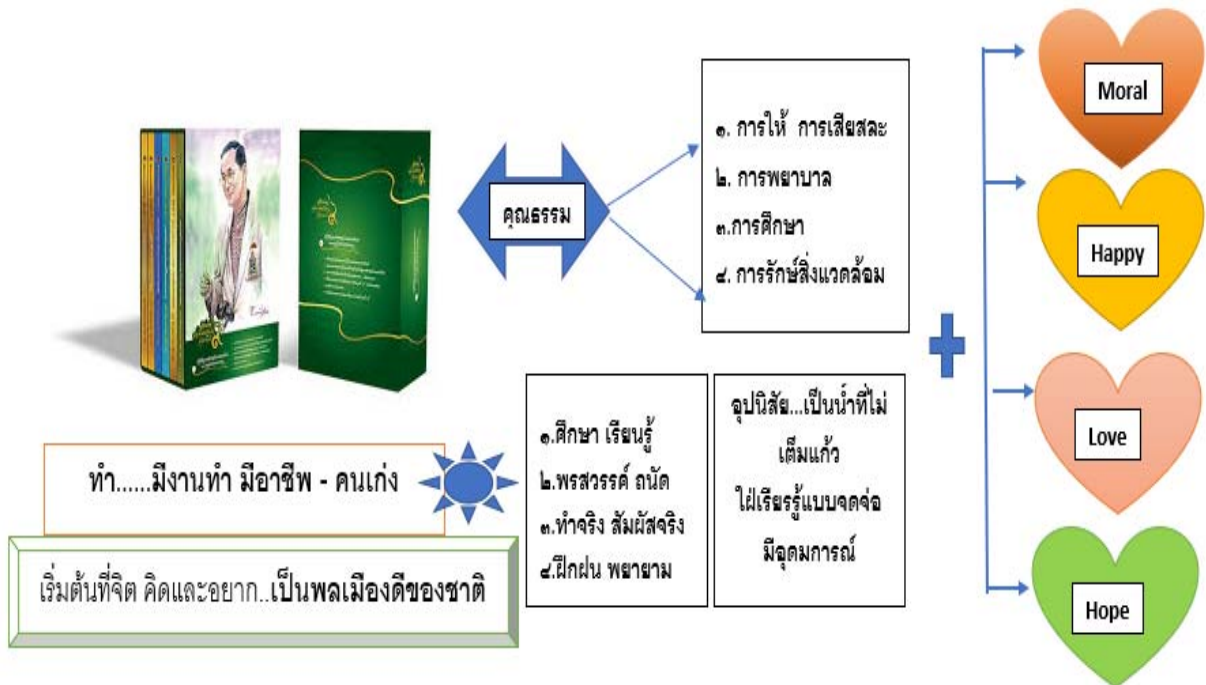 คุณธรรม
๑. การให้ การเสียสละ
๒. การพยาบาล
๓.การศึกษา
๔. การรักษ์สิ่งแวดล้อม
ทำ......มีงานทำ มีอาชีพ - คนเก่ง
เริ่มต้นที่จิต คิดและอยาก..เป็นพลเมืองดีของชาติ
๑.ศึกษา เรียนรู้
๒.พรสวรรค์ ถนัด
๓.ทำจริง สัมผัสจริง
๔.ฝึกฝน พยายาม
อุปนิสัย...เป็นน้ำที่ไม่
เต็มแก้ว
ใฝ่เรียรรู้แบบจดจ่อ
มีอุดมการณ์
Moral
Happy
Love
Hope